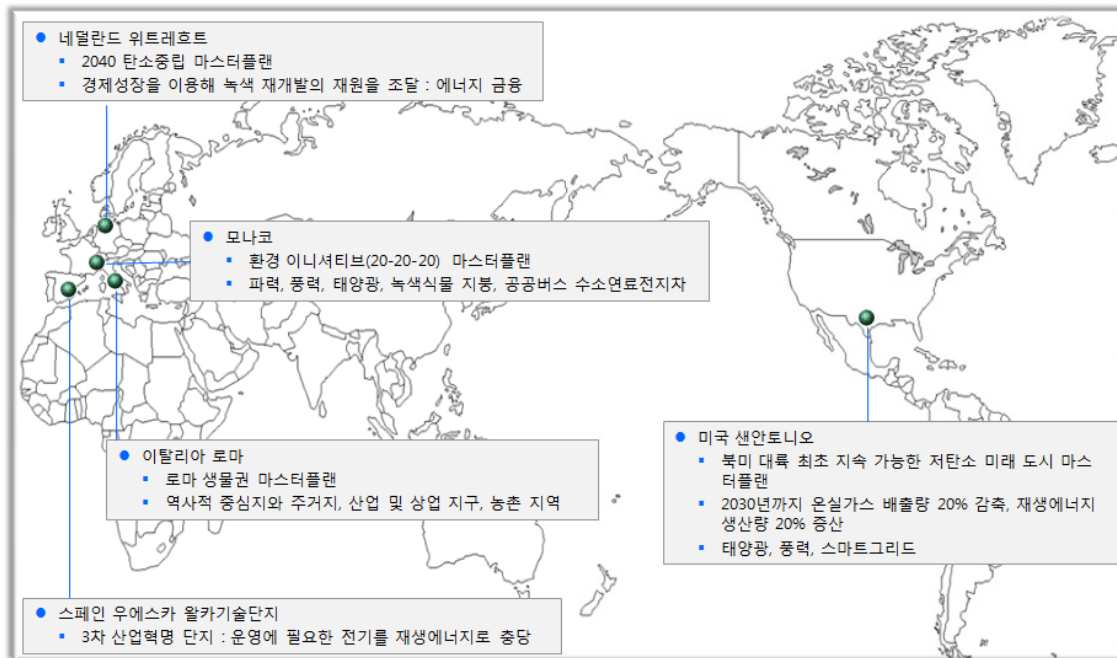 네덜란드 위트레흐트
2040 탄소중립 마스터플랜
경제성장을 이용해 녹색 재개발의 재원을 조달 : 에너지 금융
모나코
환경 이니셔티브(20-20-20) 마스터플랜
파력, 풍력, 태양광, 녹색식물 지붕, 공공버스 수소연료전지차
이탈리아 로마
로마 생물권 마스터플랜
역사적 중심지와 주거지, 산업 및 상업 지구, 농촌 지역
미국 샌안토니오
북미 대륙 최초 지속 가능한 저탄소 미래 도시 마스
터플랜
2030년까지 온실가스 배출량 20% 감축, 재생에너지
생산량 20% 증산
태양광, 풍력, 스마트그리드
스페인 우에스카 왈카기술단지
3차 산업혁명 단지 : 운영에 필요한 전기를 재생에너지로 충당